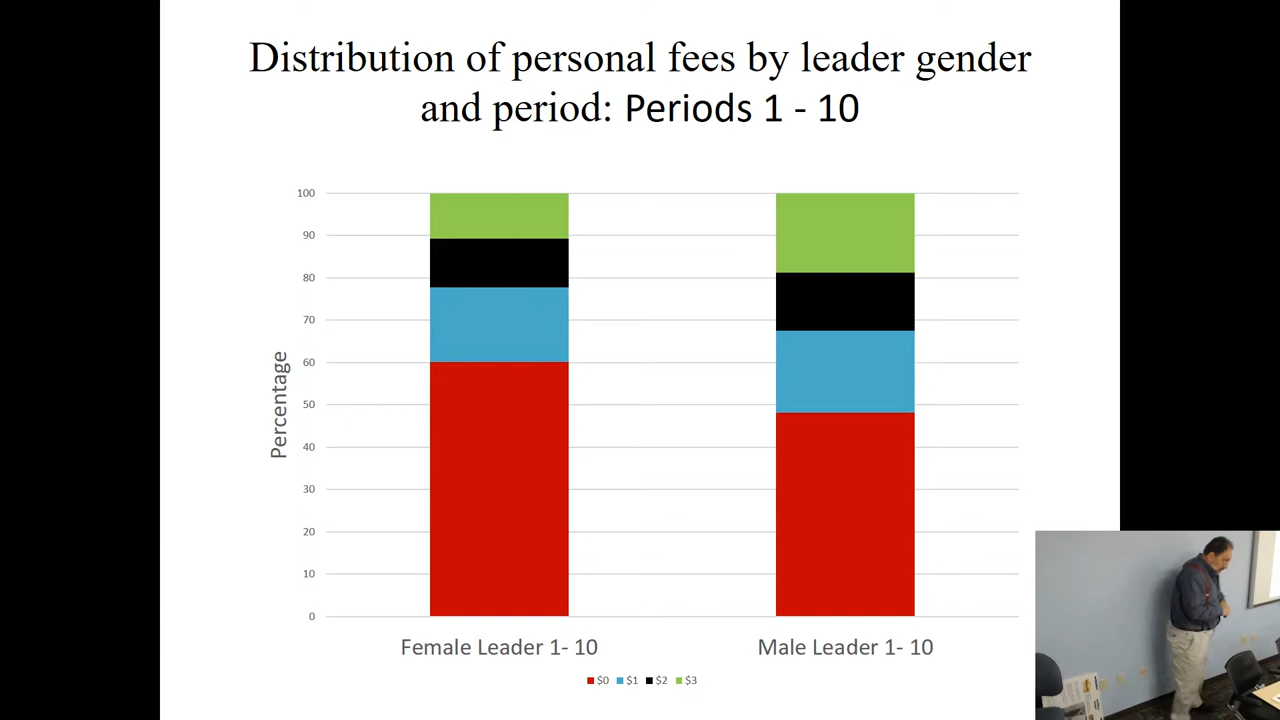 Distribution of personal fees by leader gender
and period: Periods 1 - 10
100
90
80
70
60
50
40
30
20
10
0
Percentage
Female Leader 1- 10
Male Leader 1- 10
$0 $1 $2 $3